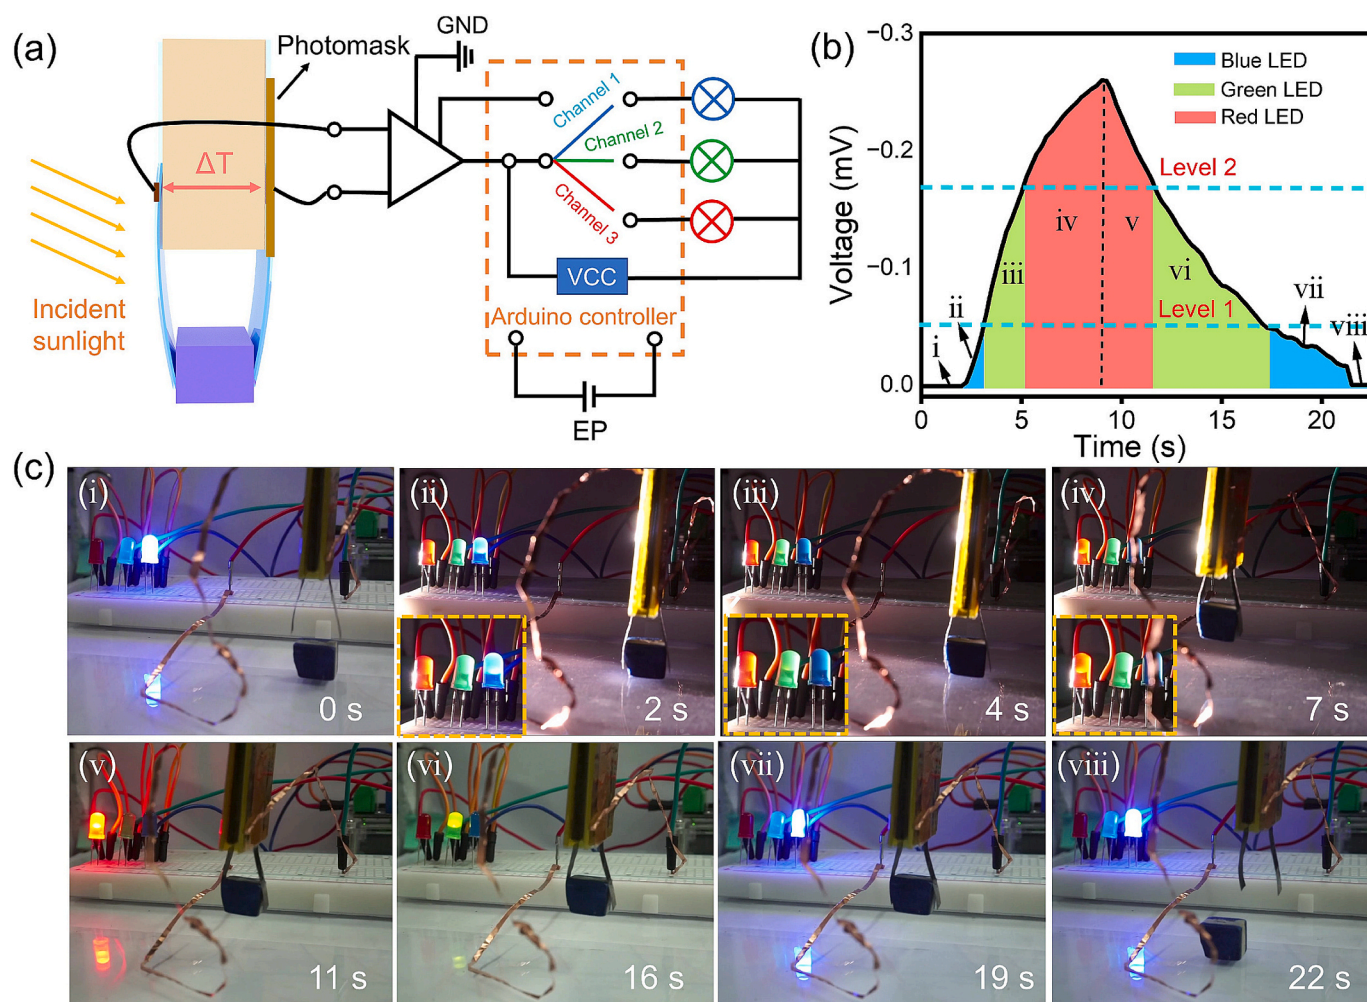 (a)
Photomask
GND
Channel 1
Channel 2
Channel 3
ΔT
VCC
Arduino controller
EP
Incident
sunlight
(b)
Blue LED
Green LED
Red LED
Level 2
Level 1
i
ii
iii
iv
v
vi
vii
viii
Voltage (mV)
−0.3
−0.2
−0.1
0.0
0
5
10
15
20
Time (s)
(c)
(i)
0 s
(ii)
2 s
(iii)
4 s
(iv)
7 s
(v)
11 s
(vi)
16 s
(vii)
19 s
(viii)
22 s